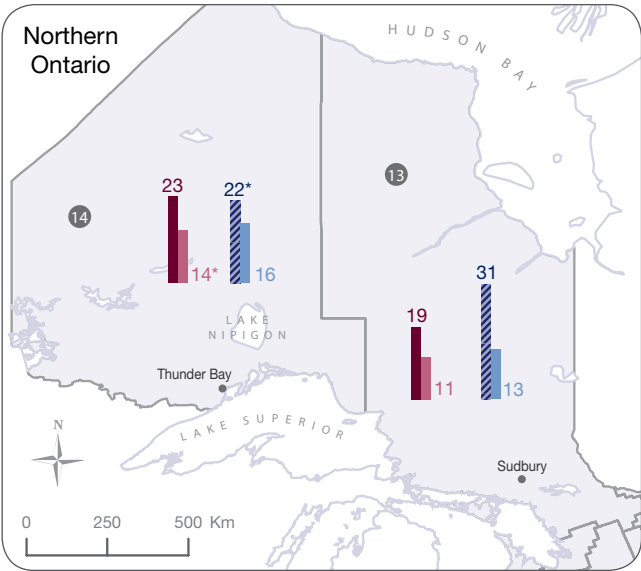 Northern
Ontario
HUDSON BAY
13
14
23
22*
14*
16
31
19
11
13
LAKE
NIPIGON
Thunder Bay
LAKE SUPERIOR
N
Sudbury
0 250 500 Km